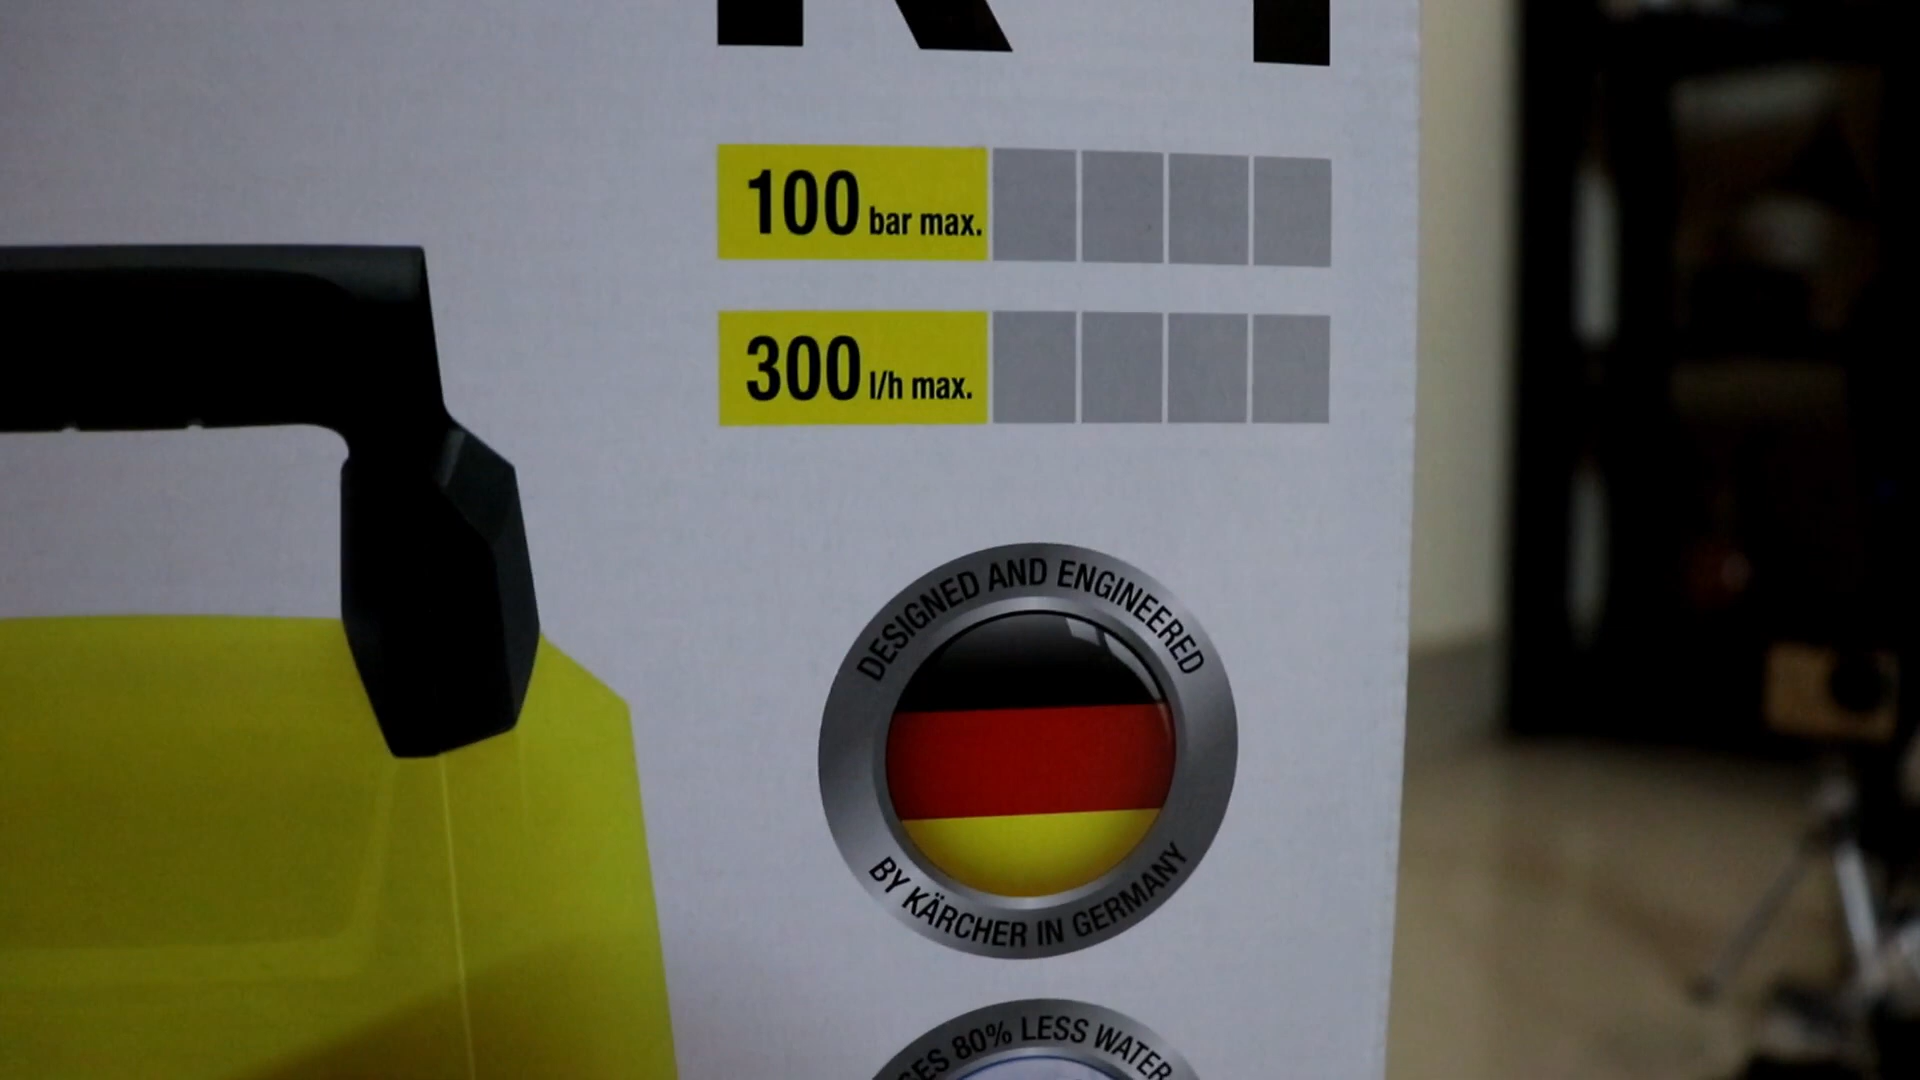 100 bar max.
300 l/h max.
DESIGNED AND ENGINEERED
BY KÄRCHER IN GERMANY
80% LESS WATER